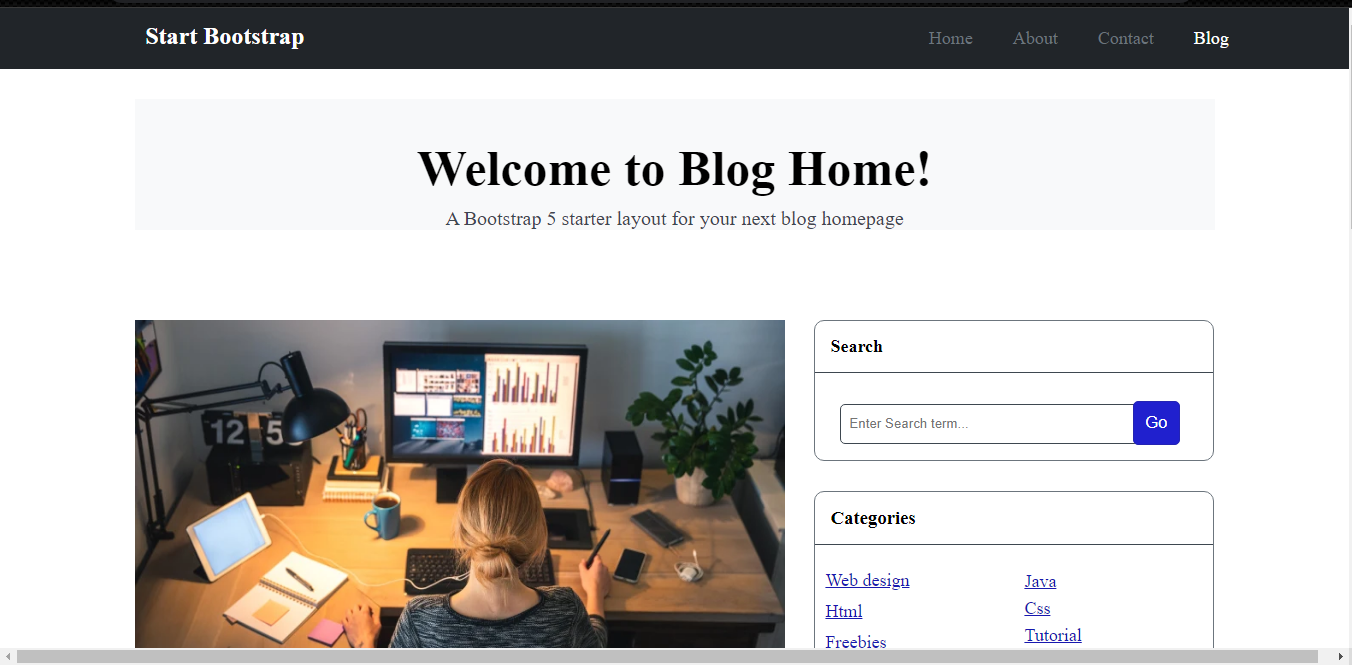 Start Bootstrap
Home About Contact Blog
Welcome to Blog Home!
A Bootstrap 5 starter layout for your next blog homepage
12 5
Search
Enter Search term...
Go
Categories
Web design
Html
Freebies
Java
Css
Tutorial